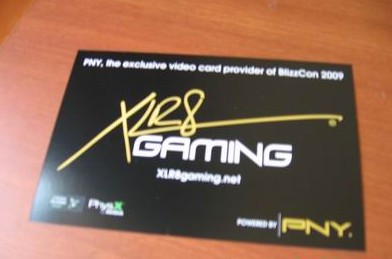 PNY, the exclusive video card provider of BlizzCon 2009
XLR8
GAMING
XLR8gaming.net
PhysX
POWERED BY PNY